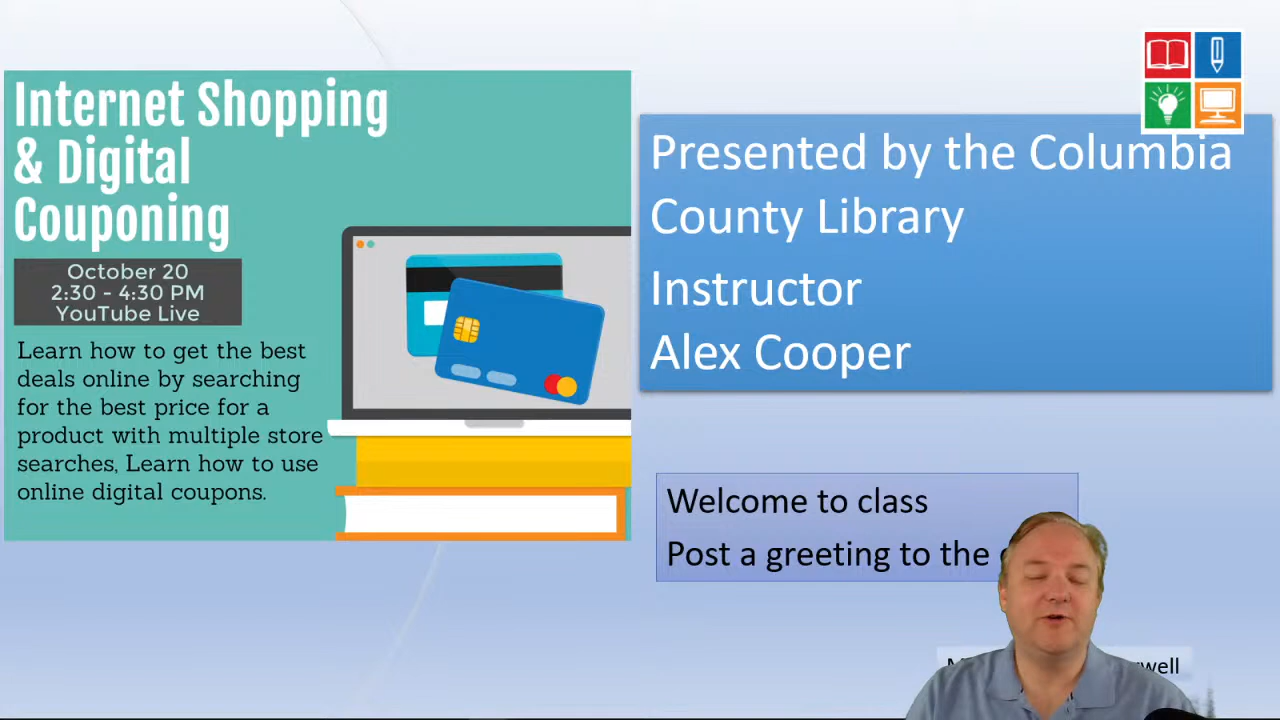 Internet Shopping
& Digital
Couponing
October 20
2:30 - 4:30 PM
YouTube Live
Learn how to get the best
deals online by searching
for the best price for a
product with multiple store
searches, Learn how to use
online digital coupons.
Presented by the Columbia
County Library
Instructor
Alex Cooper
Welcome to class
Post a greeting to the